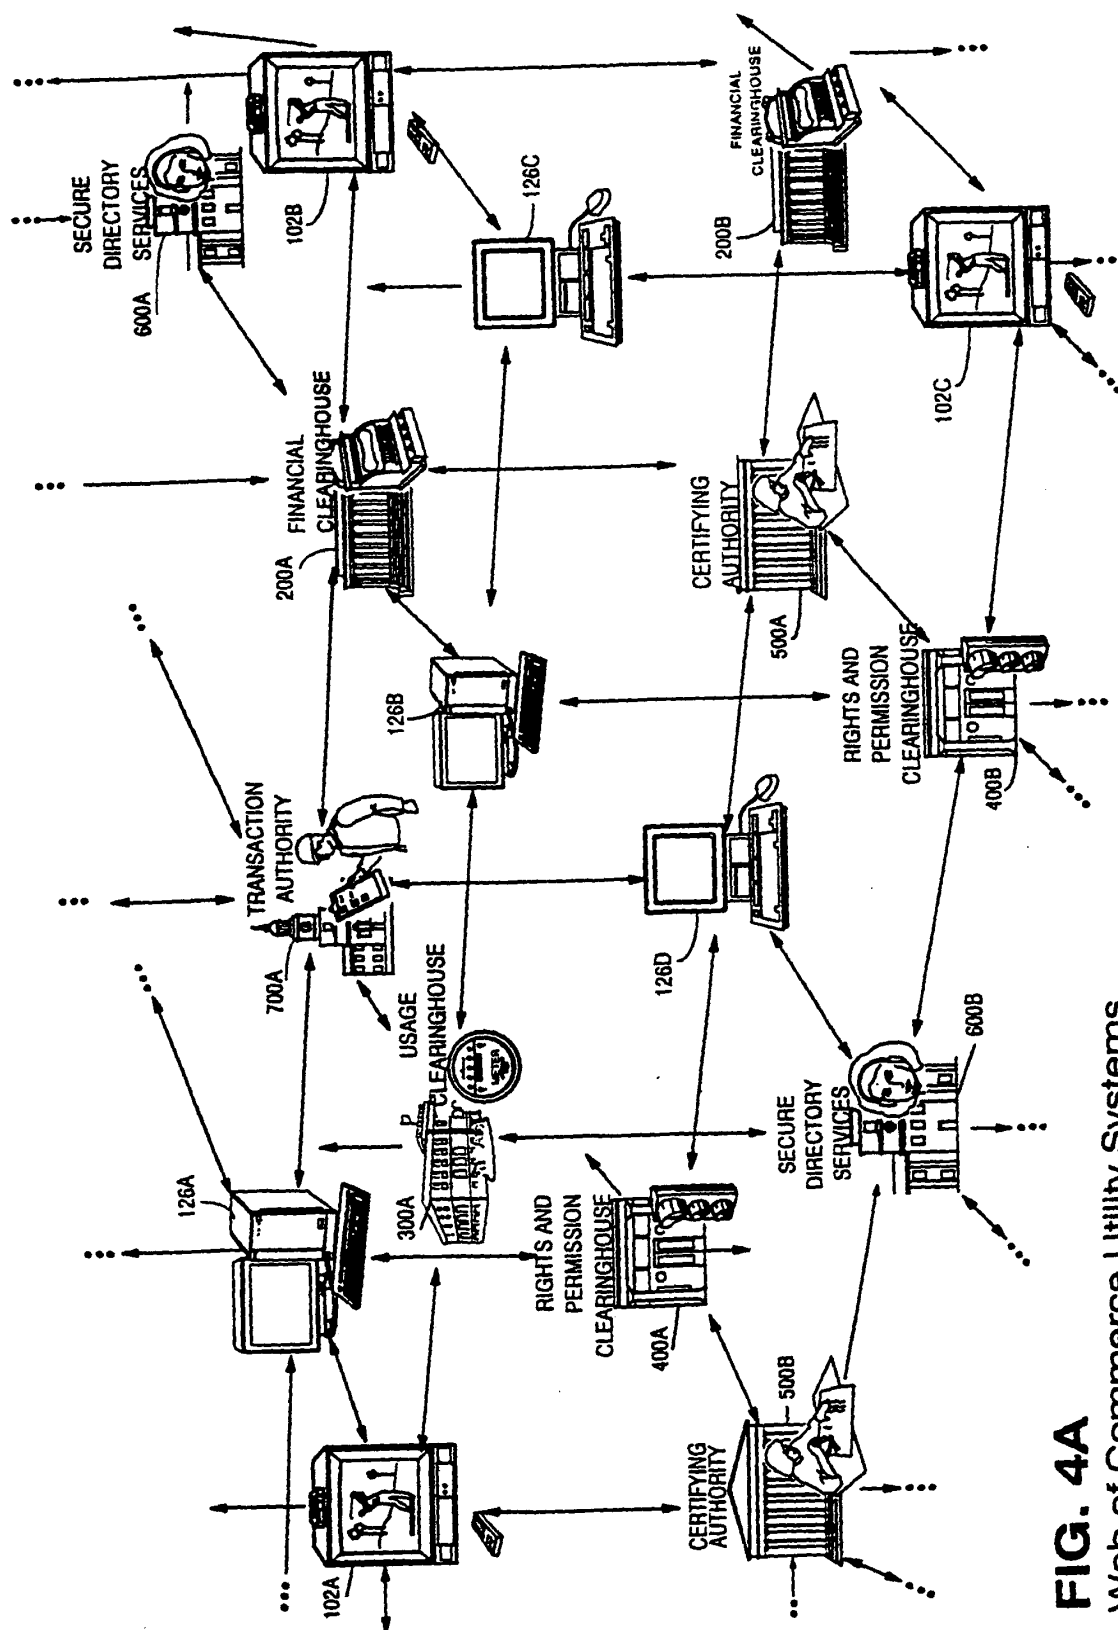 SECURE
DIRECTORY
SERVICES
600A
126A
TRANSACTION
AUTHORITY
700A
FINANCIAL
CLEARINGHOUSE
200A
102B
102A
USAGE
CLEARINGHOUSE
300A
METER
126B
126C
RIGHTS AND
PERMISSION
CLEARINGHOUSE
400A
126D
CERTIFYING
AUTHORITY
500A
FINANCIAL
CLEARINGHOUSE
200B
CERTIFYING
AUTHORITY
500B
SECURE
DIRECTORY
SERVICES
600B
RIGHTS AND
PERMISSION
CLEARINGHOUSE
400B
102C
FIG. 4A
Web of Commerce Utility Systems